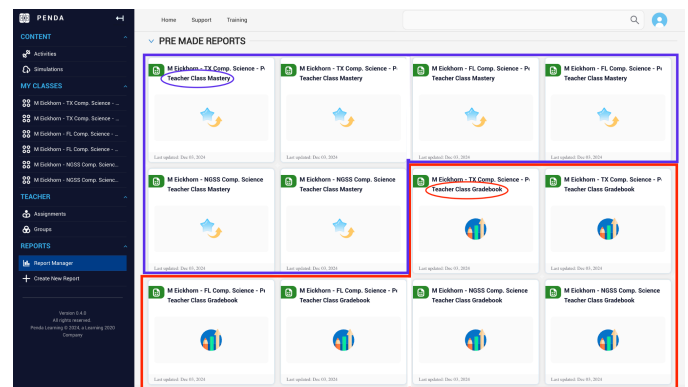 PENDA
Home Support Training
CONTENT
Activities
Simulations
MY CLASSES
M Eickhorn - TX Comp. Science - ...
M Eickhorn - TX Comp. Science - ...
M Eickhorn - FL Comp. Science - ...
M Eickhorn - FL Comp. Science - ...
M Eickhorn - NGSS Comp. Scienc...
M Eickhorn - NGSS Comp. Scienc...
TEACHER
Assignments
Groups
REPORTS
Report Manager
Create New Report
Version 0.4.0
All rights reserved.
Penda Learning © 2024, a Learning 2020
Company
PRE MADE REPORTS
M Eickhorn - TX Comp. Science - P
Teacher Class Mastery
Last updated: Dec 03, 2024
M Eickhorn - TX Comp. Science - P
Teacher Class Mastery
Last updated: Dec 03, 2024
M Eickhorn - FL Comp. Science - P
Teacher Class Mastery
Last updated: Dec 03, 2024
M Eickhorn - FL Comp. Science - P
Teacher Class Mastery
Last updated: Dec 03, 2024
M Eickhorn - NGSS Comp. Science
Teacher Class Mastery
Last updated: Dec 03, 2024
M Eickhorn - NGSS Comp. Science
Teacher Class Mastery
Last updated: Dec 03, 2024
M Eickhorn - TX Comp. Science - P
Teacher Class Gradebook
Last updated: Dec 03, 2024
M Eickhorn - TX Comp. Science - P
Teacher Class Gradebook
Last updated: Dec 03, 2024
M Eickhorn - FL Comp. Science - P
Teacher Class Gradebook
Last updated: Dec 03, 2024
M Eickhorn - FL Comp. Science - P
Teacher Class Gradebook
Last updated: Dec 03, 2024
M Eickhorn - NGSS Comp. Science
Teacher Class Gradebook
Last updated: Dec 03, 2024
M Eickhorn - NGSS Comp. Science
Teacher Class Gradebook
Last updated: Dec 03, 2024